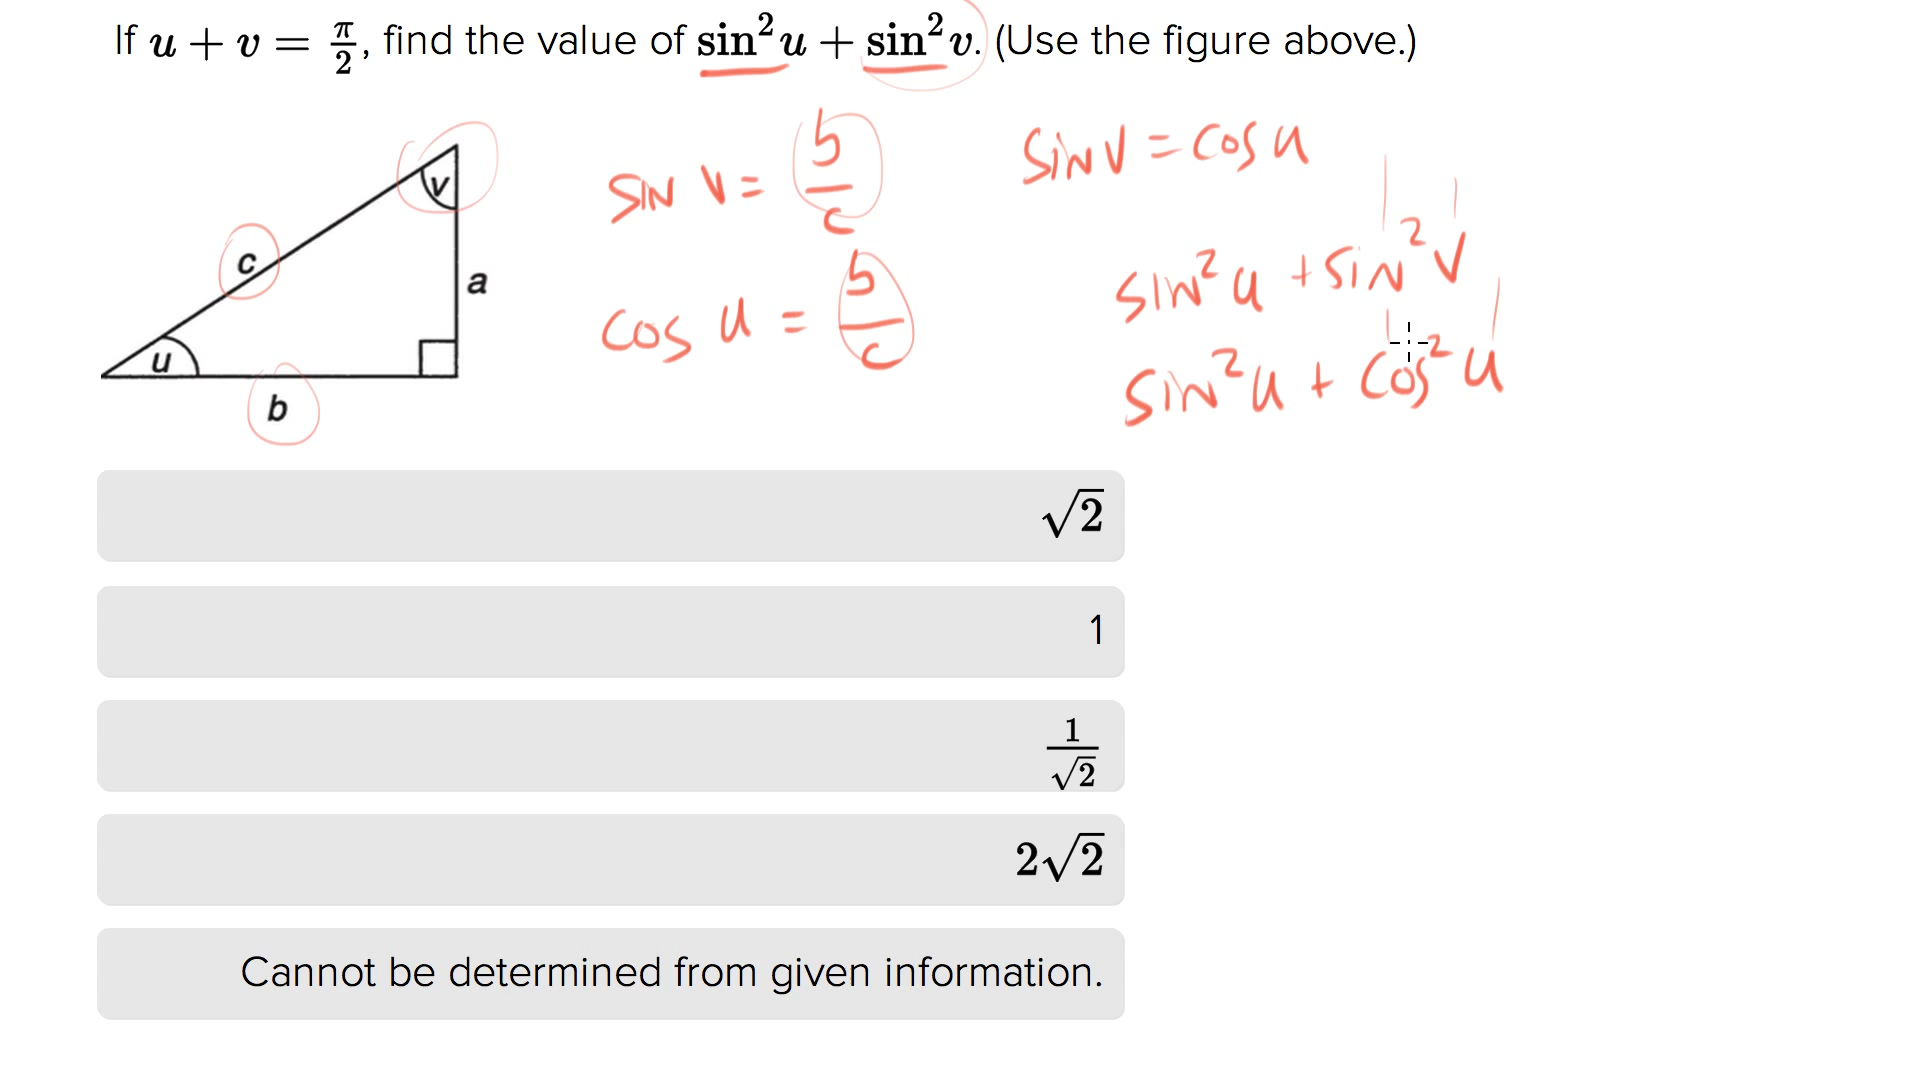 If u + v = π/2, find the value of sin²u + sin²v. (Use the figure above.)
v
c
a
u
b
sin v = b/c
cos u = b/c
sin v = cos u
sin²u + sin²v
sin²u + cos²u
√2
1
1/√2
2√2
Cannot be determined from given information.